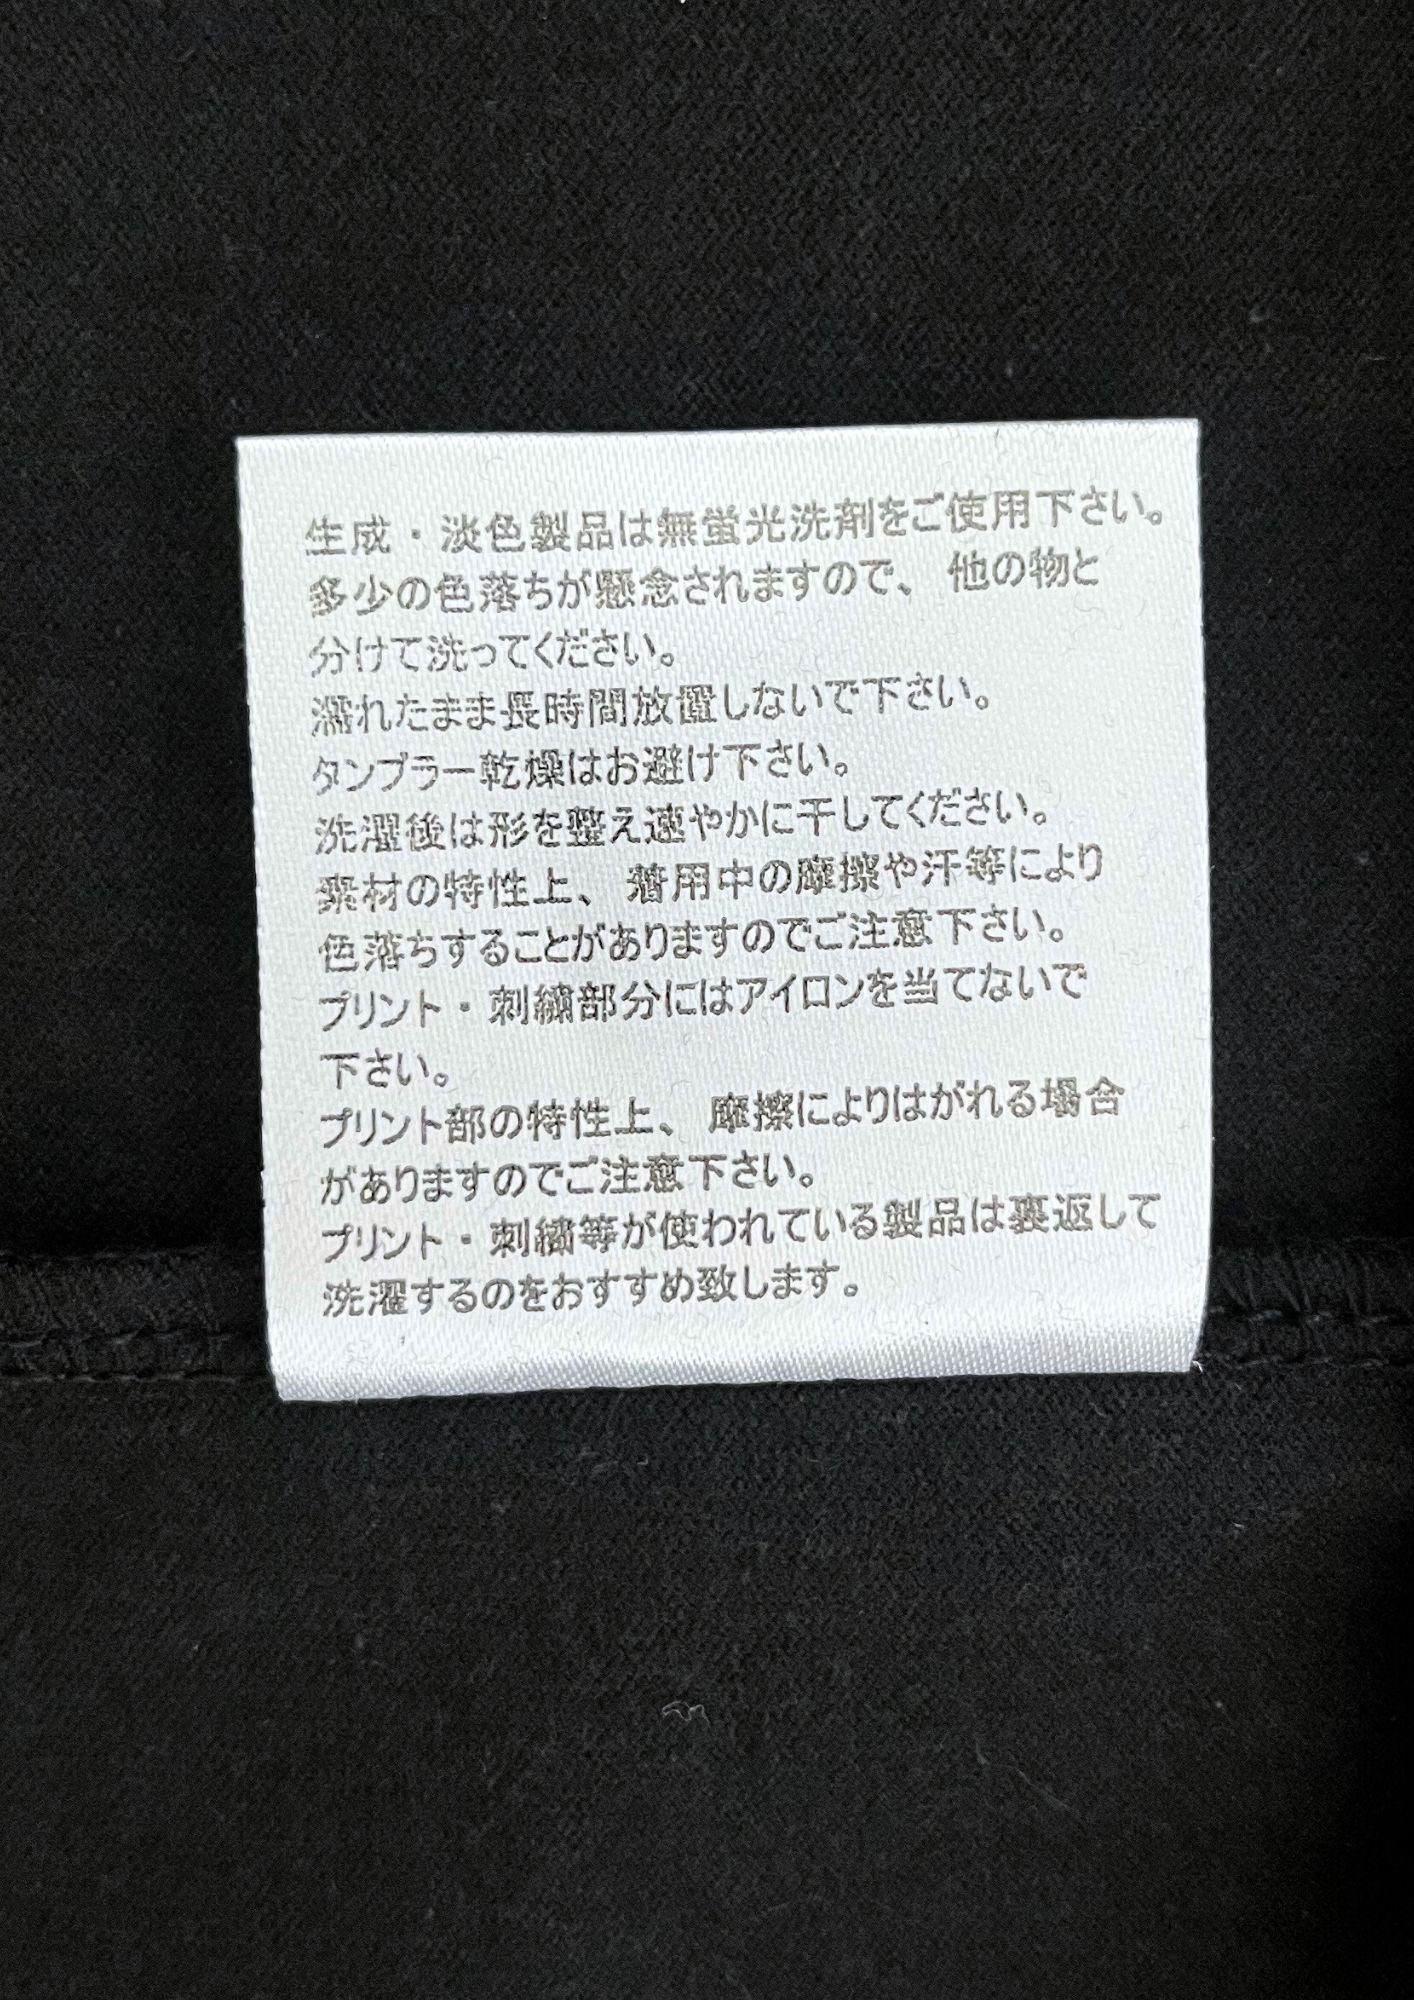 生成・淡色製品は無蛍光洗剤をご使用下さい。
多少の色落ちが懸念されますので、他の物と
分けて洗ってください。
濡れたまま長時間放置しないで下さい。
タンブラー乾燥はお避け下さい。
洗濯後は形を整え速やかに干してください。
素材の特性上、着用中の摩擦や汗等により
色落ちすることがありますのでご注意下さい。
プリント・刺繍部分にはアイロンを当てないで
下さい。
プリント部の特性上、摩擦によりはがれる場合
がありますのでご注意下さい。
プリント・刺繍等が使われている製品は裏返して
洗濯するのをおすすめ致します。